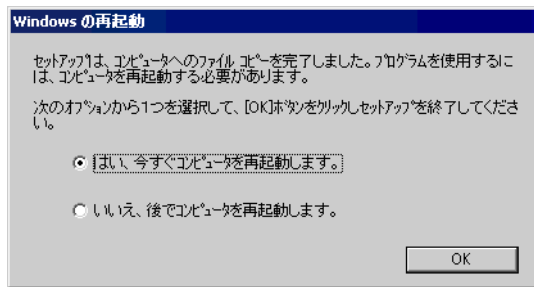 Windows の再起動
ｾｯﾄｱｯﾌﾟは、ｺﾝﾋﾟｭｰﾀへのﾌｧｲﾙ ｺﾋﾟｰを完了しました。ﾌﾟﾛｸﾞﾗﾑを使用するに
は、ｺﾝﾋﾟｭｰﾀを再起動する必要があります。
次のｵﾌﾟｼｮﾝから1つを選択して、[OK]ﾎﾞﾀﾝをｸﾘｯｸしｾｯﾄｱｯﾌﾟを終了してくださ
い。
はい、今すぐｺﾝﾋﾟｭｰﾀを再起動します。
いいえ、後でｺﾝﾋﾟｭｰﾀを再起動します。
OK